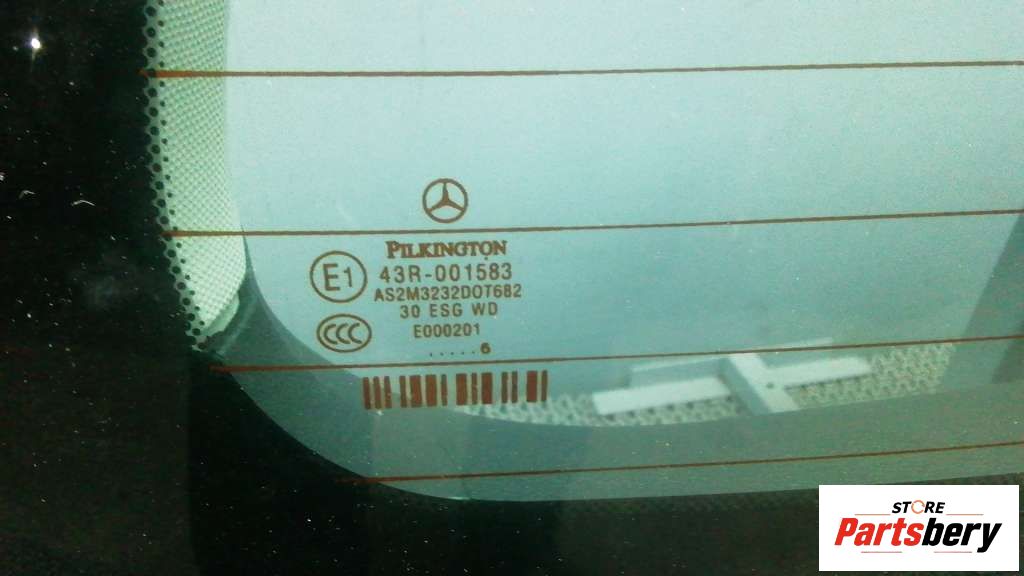 PILKINGTON
E1
43R-001583
AS2M3232DOT682
30 ESG WD
CCC
E000201
.....6
STORE
Partsbery